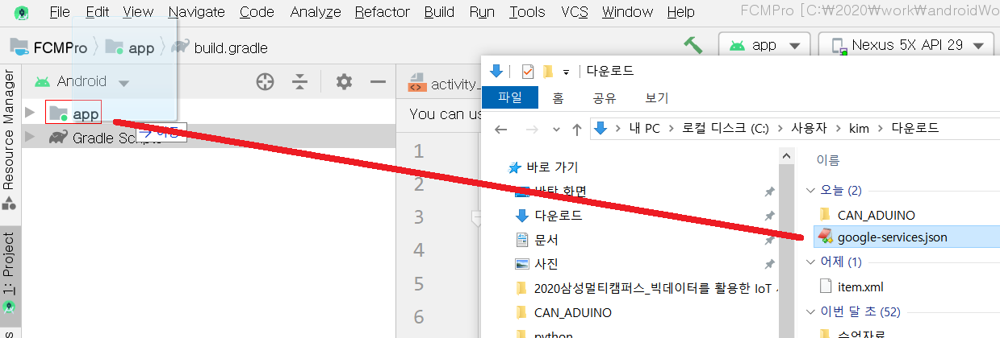 File Edit View Navigate Code Analyze Refactor Build Run Tools VCS Window Help FCMPro [C:\2020\work\androidWo
FCMPro app build.gradle
app
Nexus 5X API 29
Resource Manager
1: Project
Android
app
Gradle
activity_
You can us
1
2
3
4
5
6
다운로드
파일 홈 공유 보기
내 PC > 로컬 디스크 (C:) > 사용자 > kim > 다운로드
바로 가기
바탕 화면
다운로드
문서
사진
2020삼성멀티캠퍼스_빅데이터를 활용한 IoT
CAN_ADUINO
python
이름
오늘 (2)
CAN_ADUINO
google-services.json
어제 (1)
item.xml
이번 달 초 (52)
수업자료